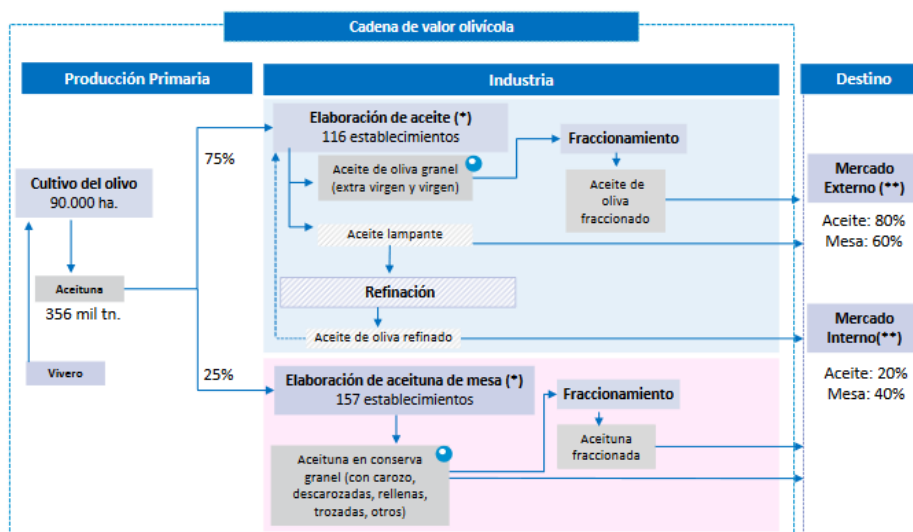 Cadena de valor olivícola
Producción Primaria
Industria
Destino
Elaboración de aceite (*)
116 establecimientos
75%
Aceite de oliva granel
(extra virgen y virgen)
Fraccionamiento
Aceite de
oliva
fraccionado
Cultivo del olivo
90.000 ha.
Mercado
Externo (**)
Aceite: 80%
Mesa: 60%
Aceite lampante
Aceituna
356 mil tn.
Refinación
Aceite de oliva refinado
Mercado
Interno(**)
Aceite: 20%
Mesa: 40%
Vivero
25%
Elaboración de aceituna de mesa (*)
157 establecimientos
Fraccionamiento
Aceituna
fraccionada
Aceituna en conserva
granel (con carozo,
descarozadas, rellenas,
trozadas, otros)